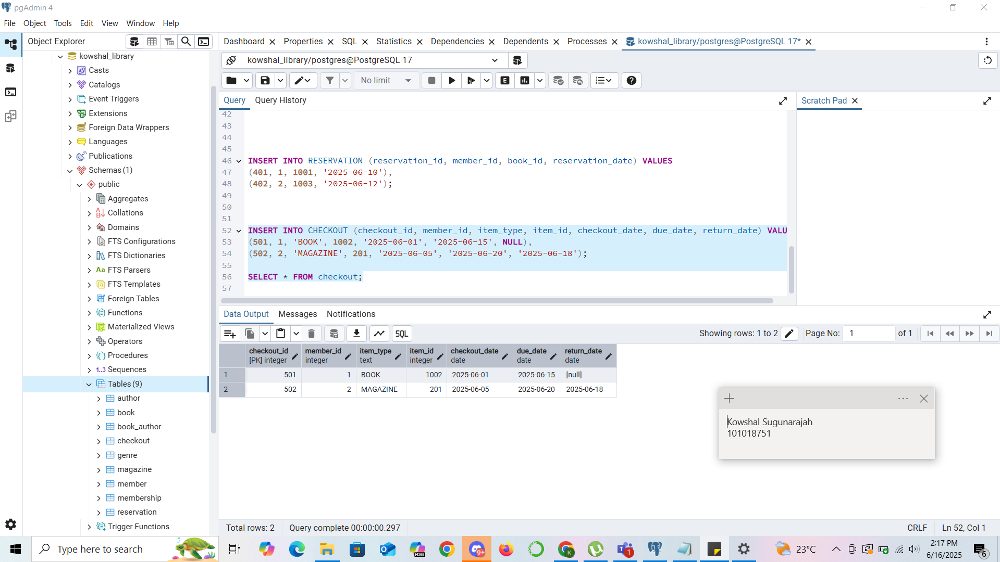 pgAdmin 4
File Object Tools Edit View Window Help
Object Explorer
Dashboard Properties SQL Statistics Dependencies Dependents Processes kowshal_library/postgres@PostgreSQL 17*
kowshal_library/postgres@PostgreSQL 17
No limit
E
Query Query History
Scratch Pad
kowshal_library
Casts
Catalogs
Event Triggers
Extensions
Foreign Data Wrappers
Languages
Publications
Schemas (1)
public
Aggregates
Collations
Domains
FTS Configurations
FTS Dictionaries
Aa FTS Parsers
FTS Templates
Foreign Tables
Functions
Materialized Views
Operators
Procedures
1..3 Sequences
Tables (9)
author
book
book_author
checkout
genre
magazine
member
membership
reservation
Trigger Functions
42
43
44
45
46 INSERT INTO RESERVATION (reservation_id, member_id, book_id, reservation_date) VALUES
47 (401, 1, 1001, '2025-06-10'),
48 (402, 2, 1003, '2025-06-12');
49
50
51
52 INSERT INTO CHECKOUT (checkout_id, member_id, item_type, item_id, checkout_date, due_date, return_date) VALU
53 (501, 1, 'BOOK', 1002, '2025-06-01', '2025-06-15', NULL),
54 (502, 2, 'MAGAZINE', 201, '2025-06-05', '2025-06-20', '2025-06-18');
55
56 SELECT * FROM checkout;
57
Data Output Messages Notifications
SQL
Showing rows: 1 to 2 Page No: 1 of 1
checkout_id member_id item_type item_id checkout_date due_date return_date
[PK] integer integer text integer date date date
1 501 1 BOOK 1002 2025-06-01 2025-06-15 [null]
2 502 2 MAGAZINE 201 2025-06-05 2025-06-20 2025-06-18
Kowshal Sugunarajah
101018751
Total rows: 2 Query complete 00:00:00.297
CRLF Ln 52, Col 1
Type here to search
M365
9+
K
1
23°C
2:17 PM
6/16/2025
6